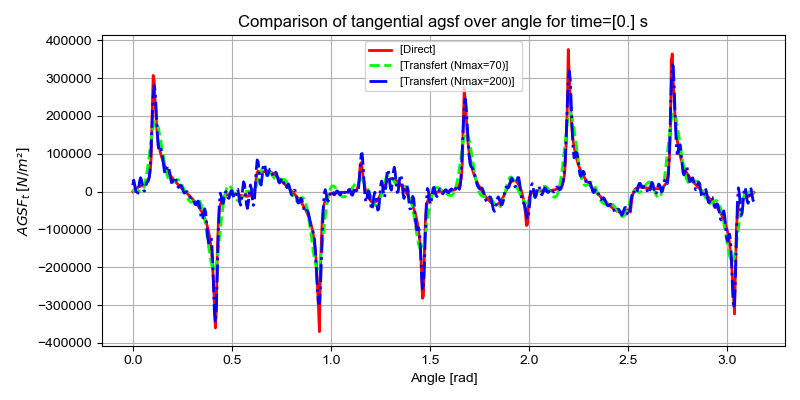 Comparison of tangential agsf over angle for time=[0.] s
400000
300000
200000
100000
0
−100000
−200000
−300000
−400000
AGSFₜ [N/m²]
[Direct]
[Transfert (Nmax=70)]
[Transfert (Nmax=200)]
0.0 0.5 1.0 1.5 2.0 2.5 3.0
Angle [rad]